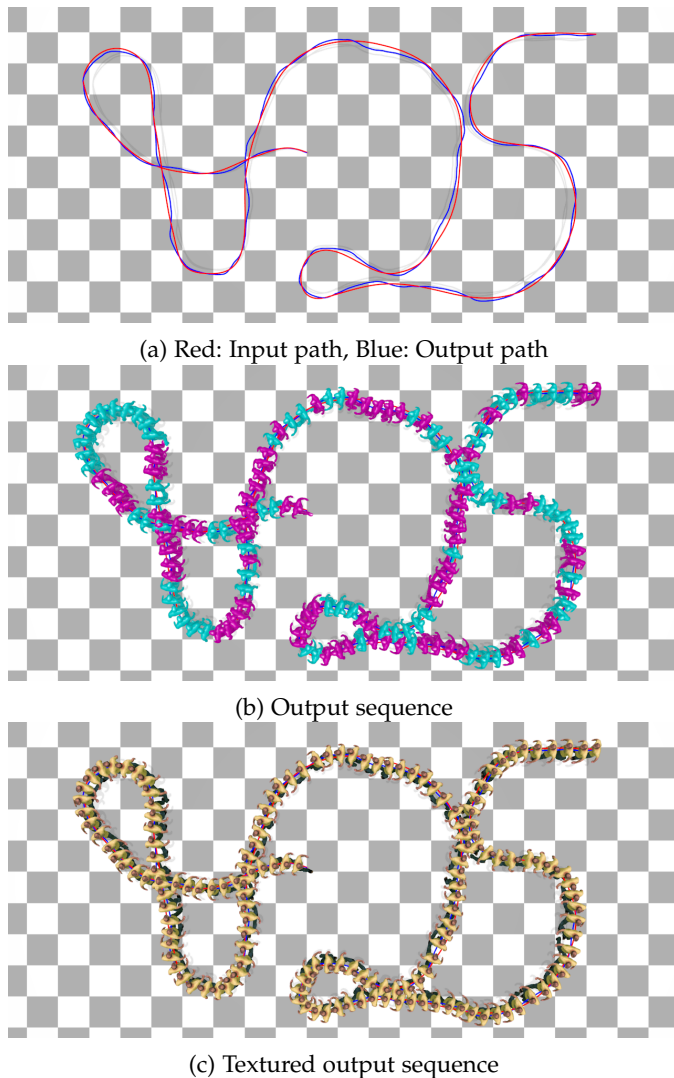 (a) Red: Input path, Blue: Output path
(b) Output sequence
(c) Textured output sequence